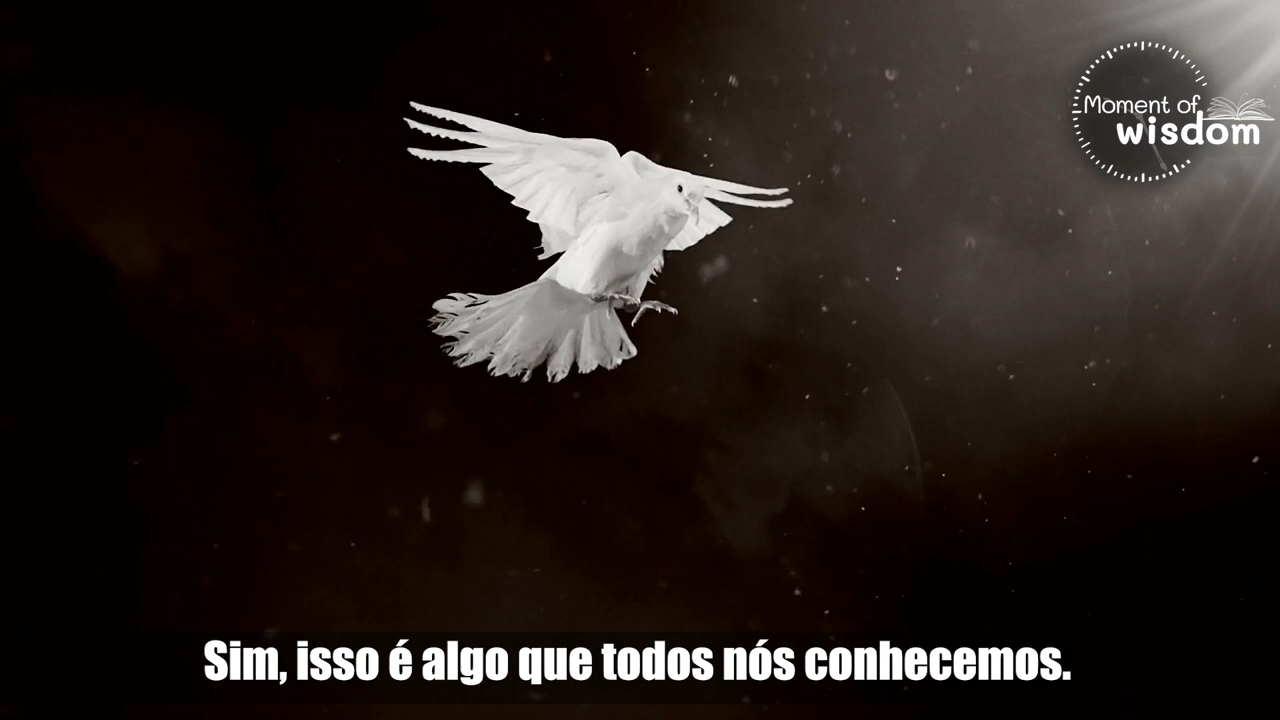 Moment of
wisdom
Sim, isso é algo que todos nós conhecemos.